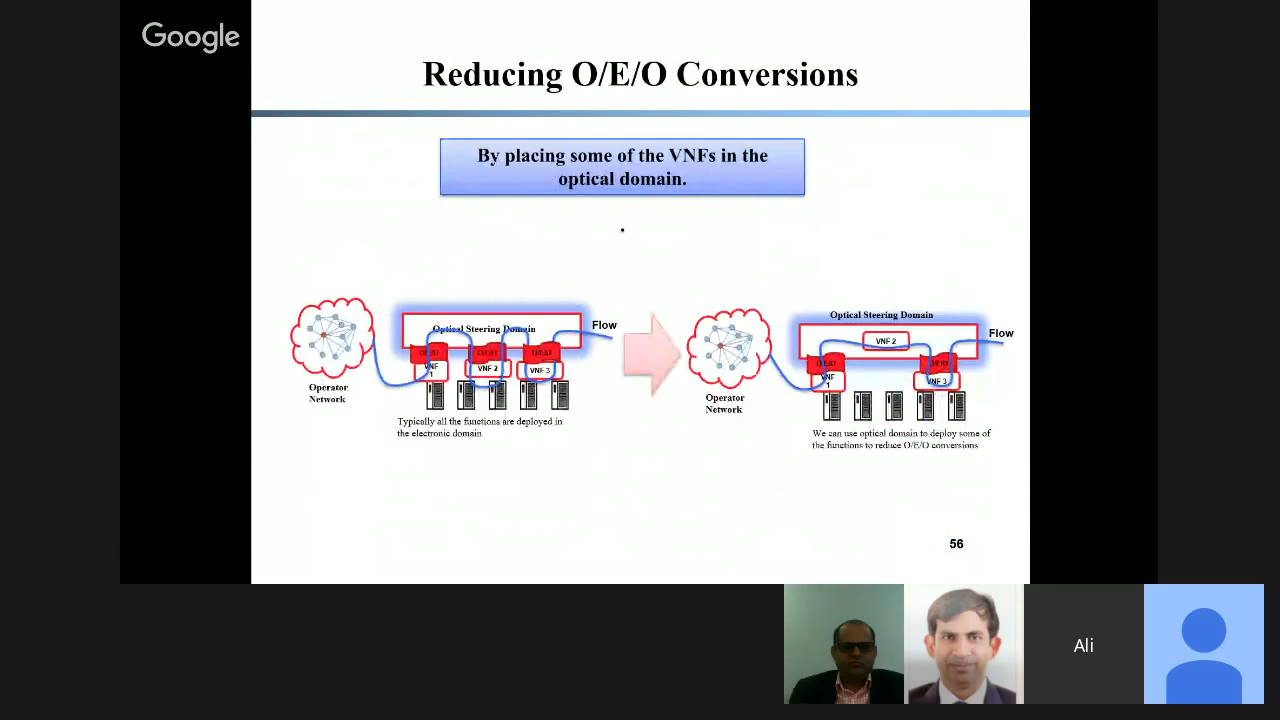 Google
Reducing O/E/O Conversions
By placing some of the VNFs in the
optical domain.
Optical Steering Domain
Flow
O/E/O
O/E/O
VNF
1
VNF 2
VNF 3
Operator
Network
Typically all the functions are deployed in
the electronic domain
Optical Steering Domain
VNF 2
Flow
VNF
1
VNF 3
Operator
Network
We can use optical domain to deploy some of
the functions to reduce O/E/O conversions
56
Ali